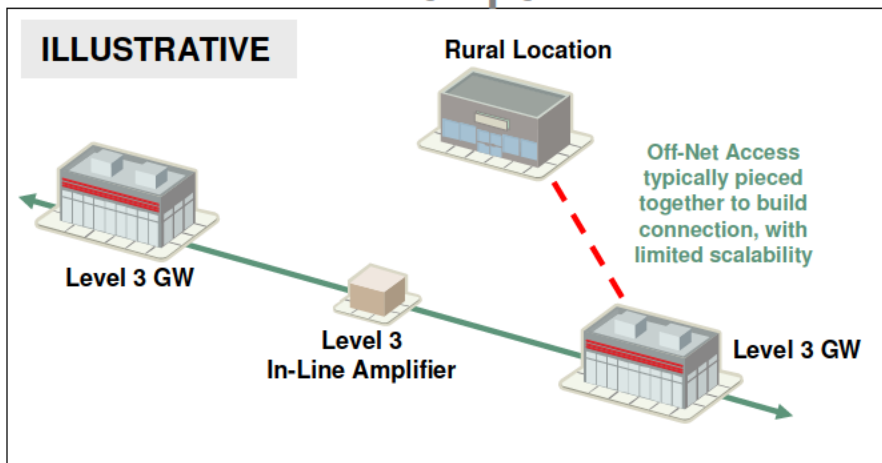 ILLUSTRATIVE
Rural Location
Off-Net Access
typically pieced
together to build
connection, with
limited scalability
Level 3 GW
Level 3
In-Line Amplifier
Level 3 GW